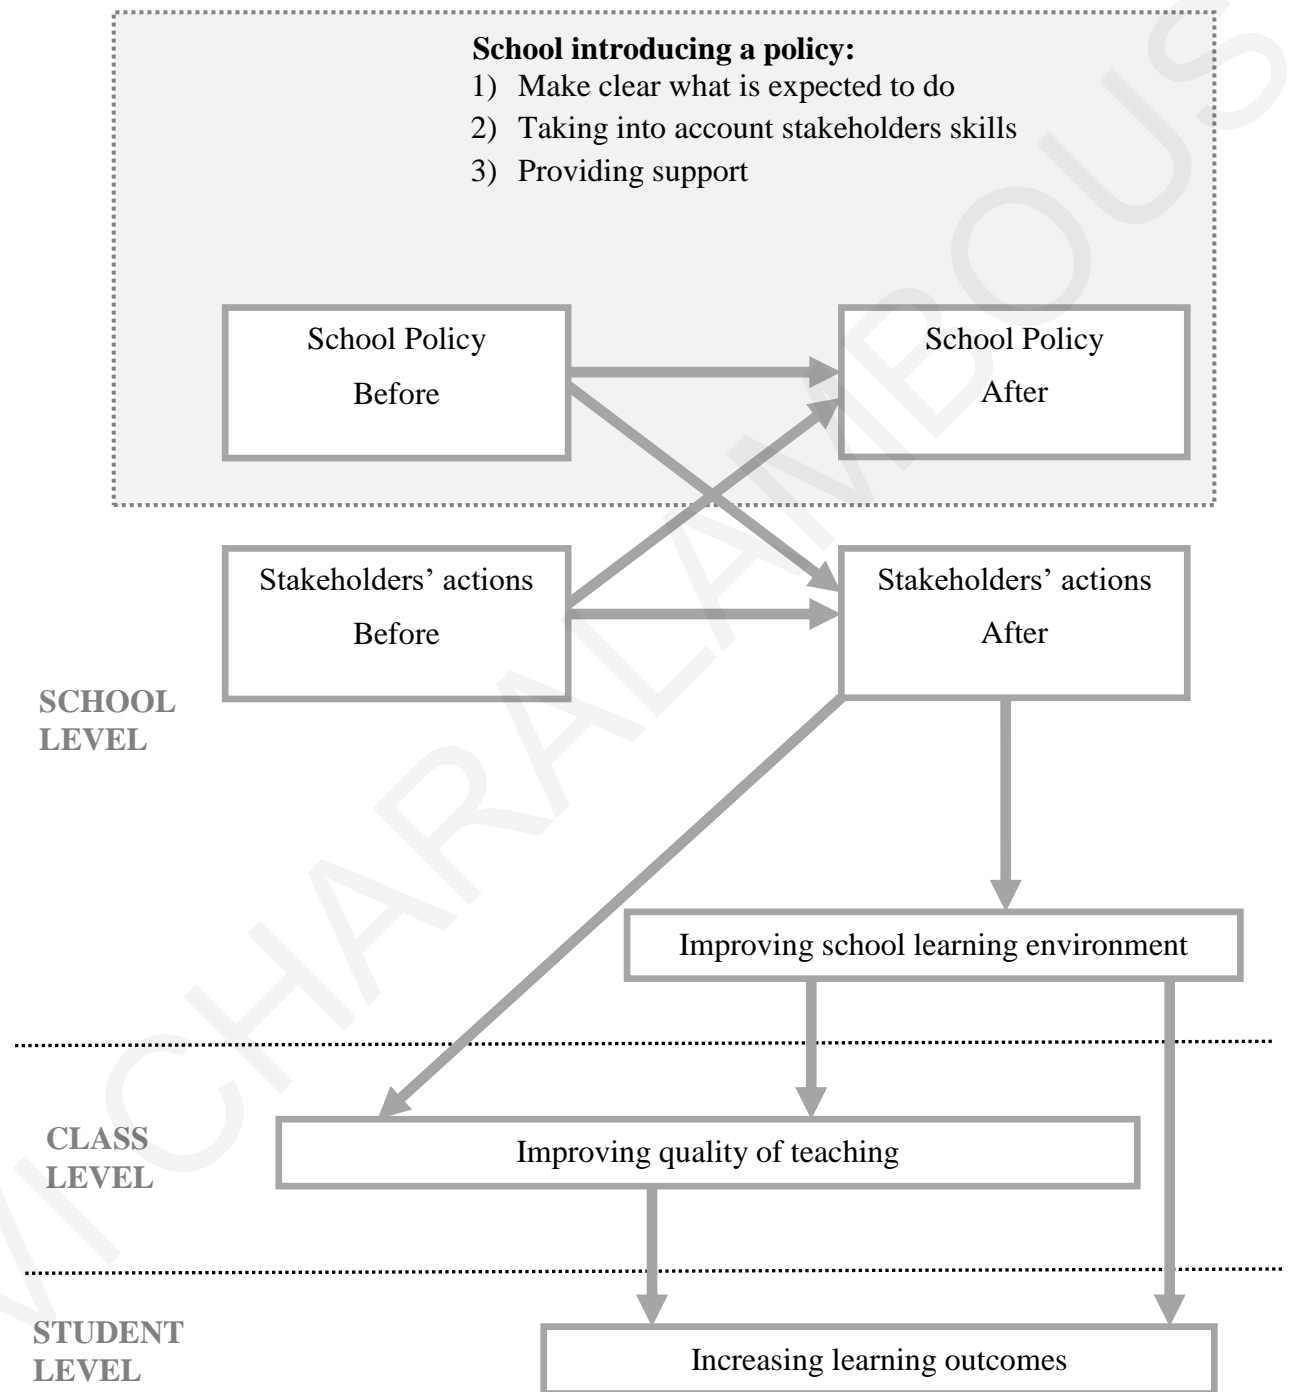 School introducing a policy:
1) Make clear what is expected to do
2) Taking into account stakeholders skills
3) Providing support
School Policy
Before
School Policy
After
Stakeholders’ actions
Before
Stakeholders’ actions
After
SCHOOL
LEVEL
Improving school learning environment
CLASS
LEVEL
Improving quality of teaching
STUDENT
LEVEL
Increasing learning outcomes
VI CHARALAMBOUS